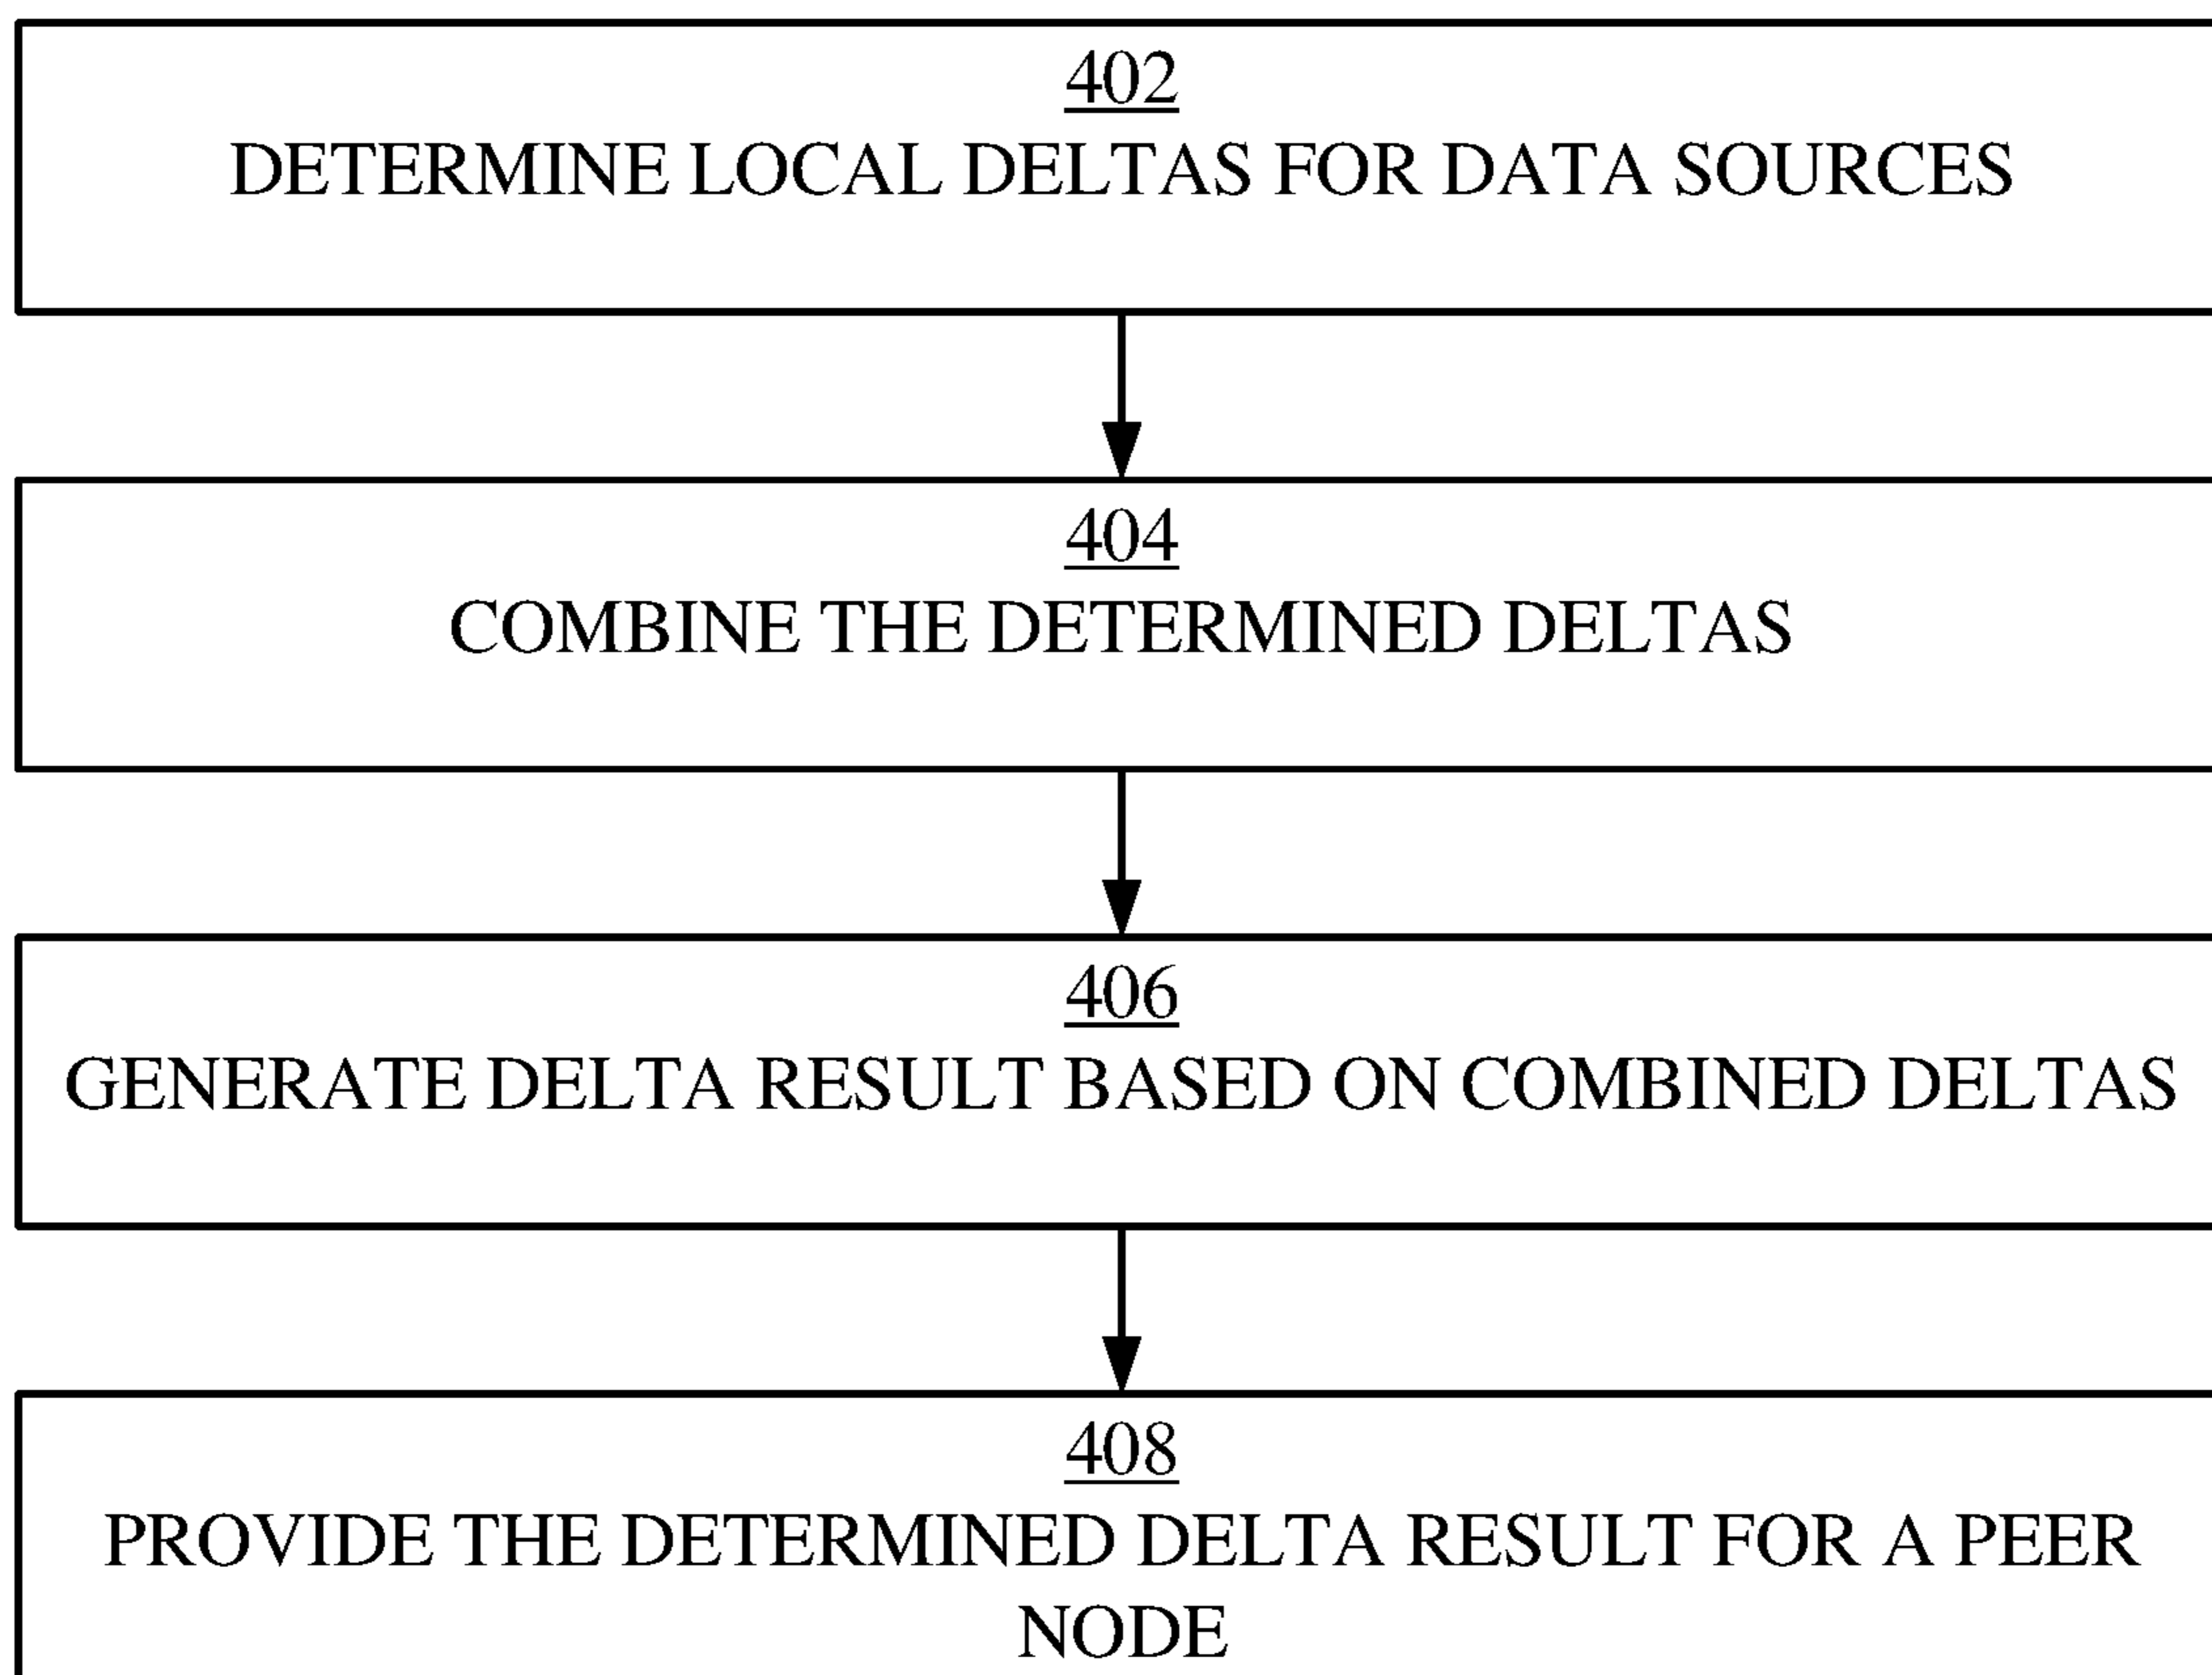 402
DETERMINE LOCAL DELTAS FOR DATA SOURCES
404
COMBINE THE DETERMINED DELTAS
406
GENERATE DELTA RESULT BASED ON COMBINED DELTAS
408
PROVIDE THE DETERMINED DELTA RESULT FOR A PEER
NODE